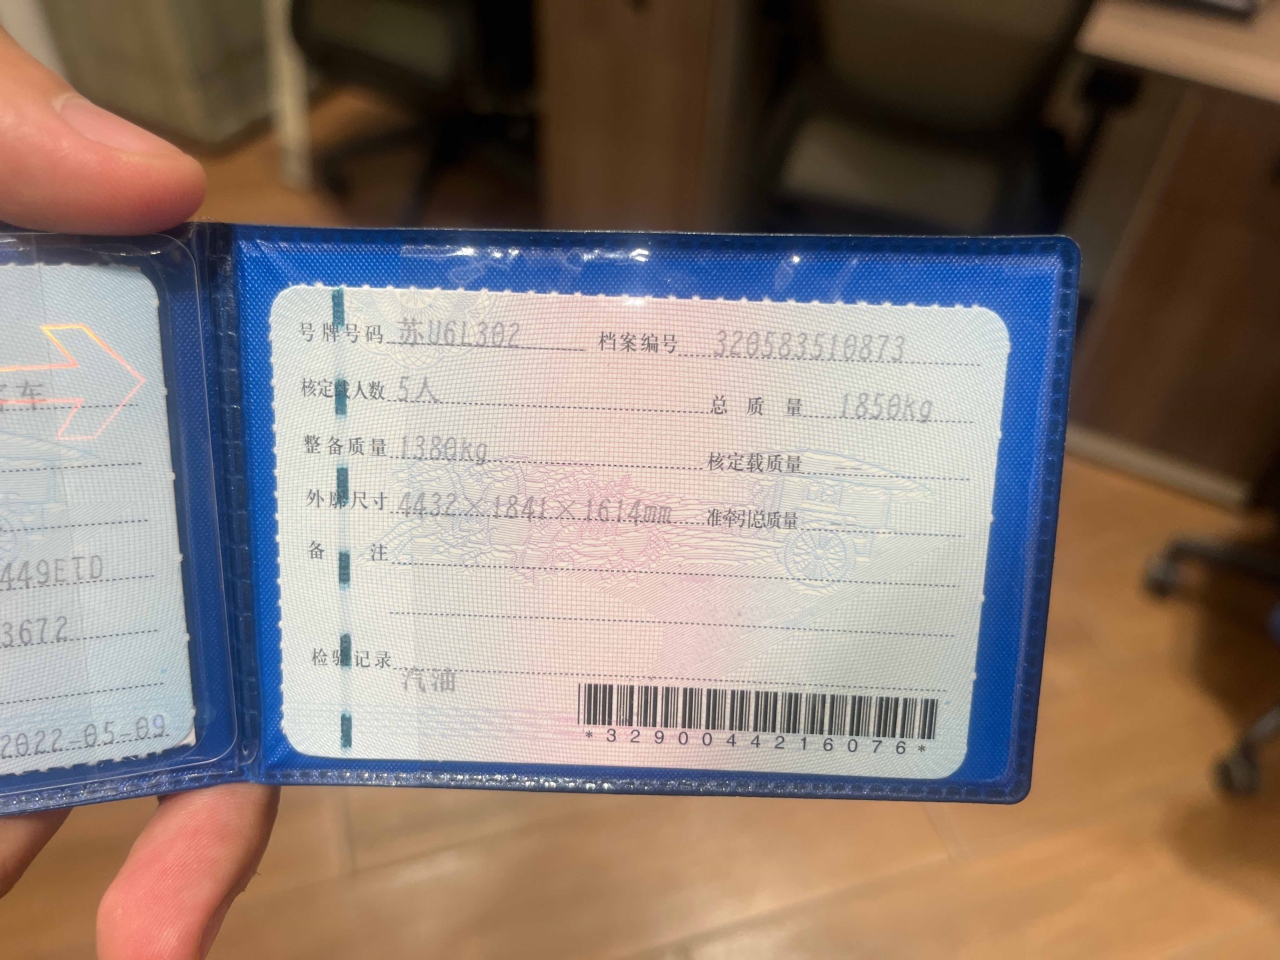 客车
449ETD
3672
2022-05-09
号牌号码 苏U6L302 档案编号 320583510873
核定载人数 5人 总质量 1850kg
整备质量 1380kg 核定载质量
外廓尺寸 4432×1841×1614mm 准牵引总质量
备注
检验记录
汽油
*3290044216076*